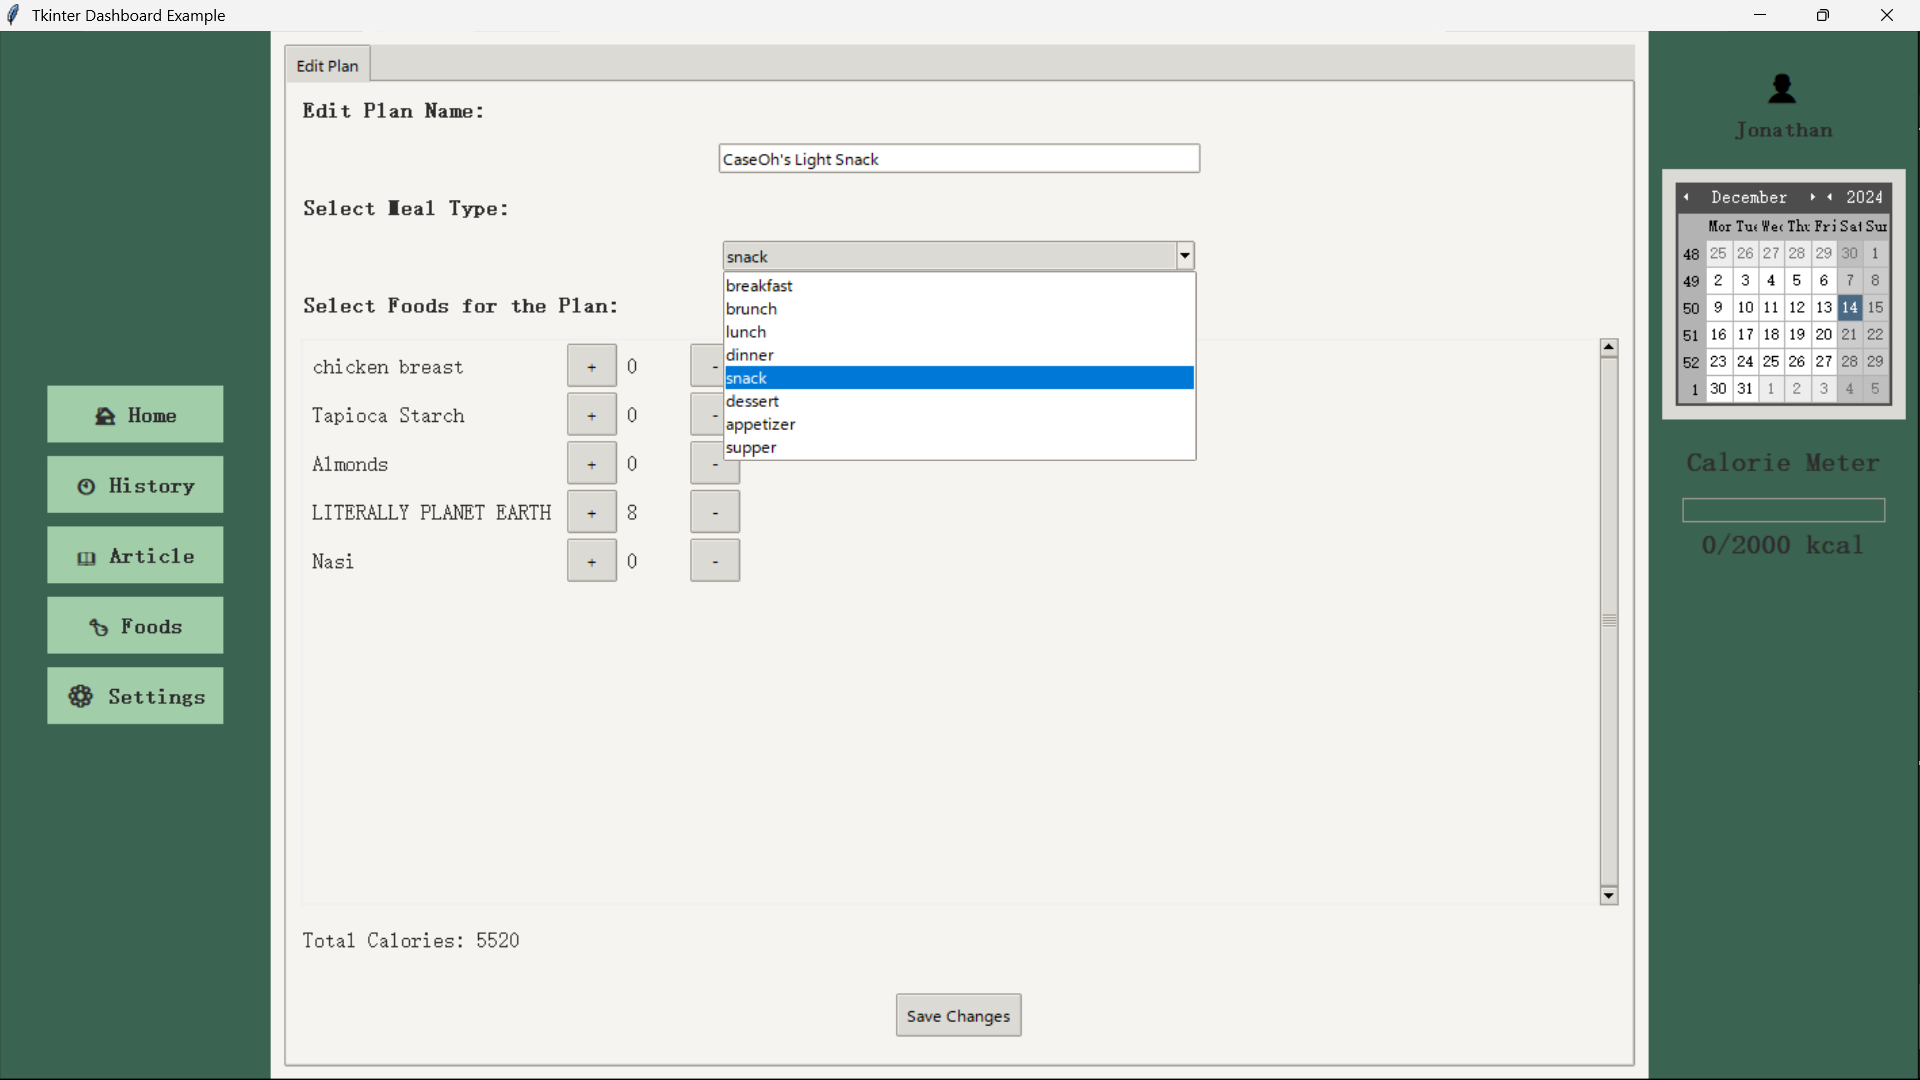 Tkinter Dashboard Example
Edit Plan
Edit Plan Name:
CaseOh's Light Snack
Select Meal Type:
snack
breakfast
brunch
lunch
dinner
snack
dessert
appetizer
supper
Select Foods for the Plan:
chicken breast + 0 -
Tapioca Starch + 0 -
Almonds + 0 -
LITERALLY PLANET EARTH + 8 -
Nasi + 0 -
Total Calories: 5520
Save Changes
Home
History
Article
Foods
Settings
Jonathan
December 2024
Mon Tue Wed Thu Fri Sat Sun
48 25 26 27 28 29 30 1
49 2 3 4 5 6 7 8
50 9 10 11 12 13 14 15
51 16 17 18 19 20 21 22
52 23 24 25 26 27 28 29
1 30 31 1 2 3 4 5
Calorie Meter
0/2000 kcal